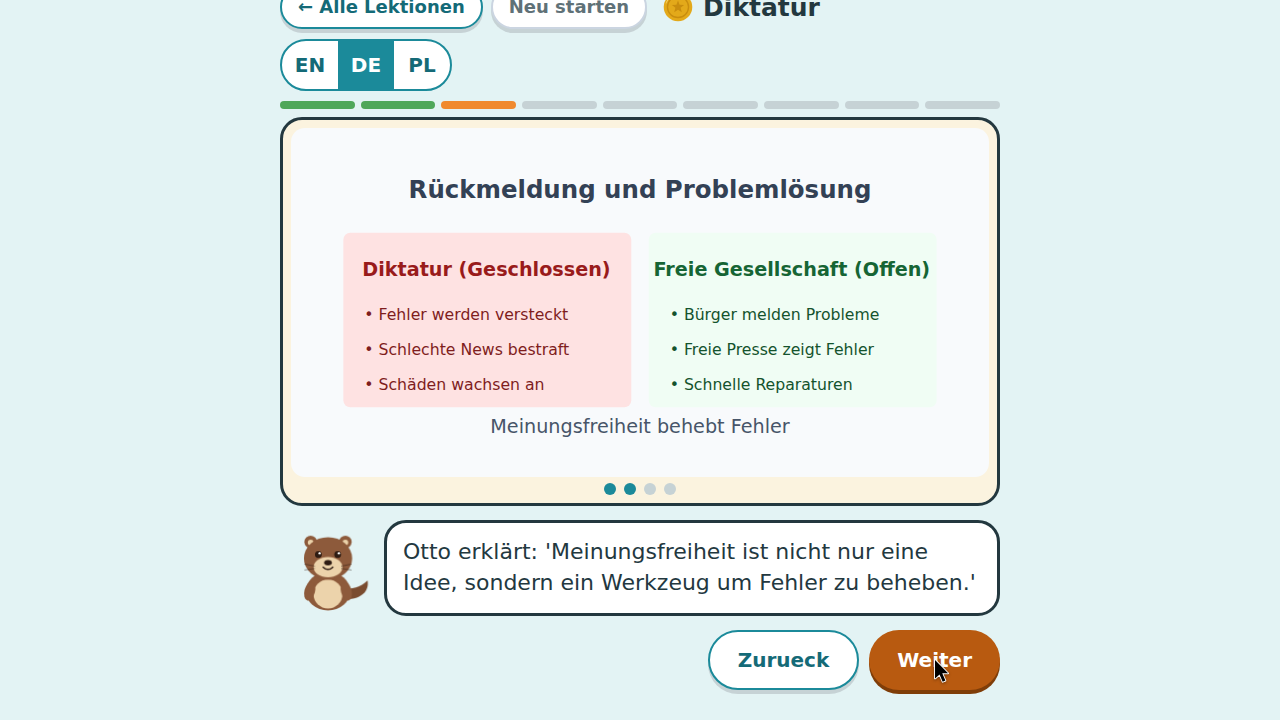 ← Alle Lektionen
Neu starten
Diktatur
EN
DE
PL
Rückmeldung und Problemlösung
Diktatur (Geschlossen)
• Fehler werden versteckt
• Schlechte News bestraft
• Schäden wachsen an
Freie Gesellschaft (Offen)
• Bürger melden Probleme
• Freie Presse zeigt Fehler
• Schnelle Reparaturen
Meinungsfreiheit behebt Fehler
Otto erklärt: 'Meinungsfreiheit ist nicht nur eine
Idee, sondern ein Werkzeug um Fehler zu beheben.'
Zurueck
Weiter